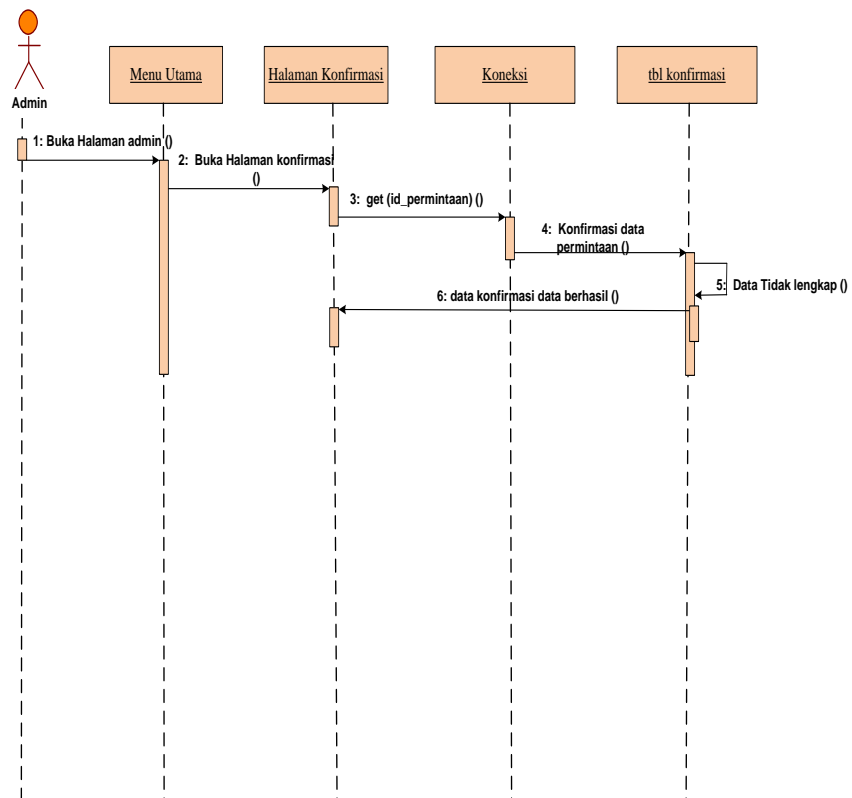 Menu Utama
Halaman Konfirmasi
Koneksi
tbl konfirmasi
Admin
1: Buka Halaman admin ()
2: Buka Halaman konfirmasi
()
3: get (id_permintaan) ()
4: Konfirmasi data
permintaan ()
5: Data Tidak lengkap ()
6: data konfirmasi data berhasil ()